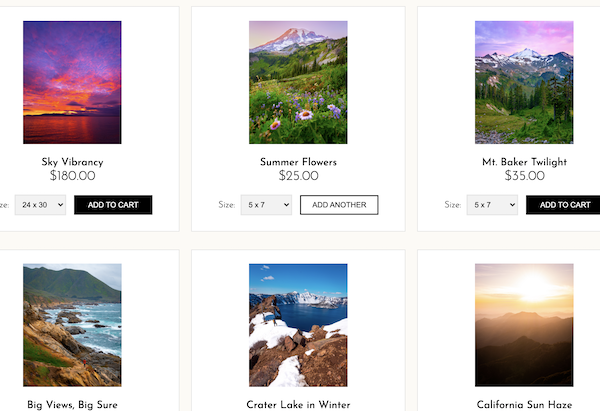 Sky Vibrancy
$180.00
24 x 30 ADD TO CART
Summer Flowers
$25.00
Size: 5 x 7 ADD ANOTHER
Mt. Baker Twilight
$35.00
Size: 5 x 7 ADD TO CART
Big Views, Big Sure
Crater Lake in Winter
California Sun Haze